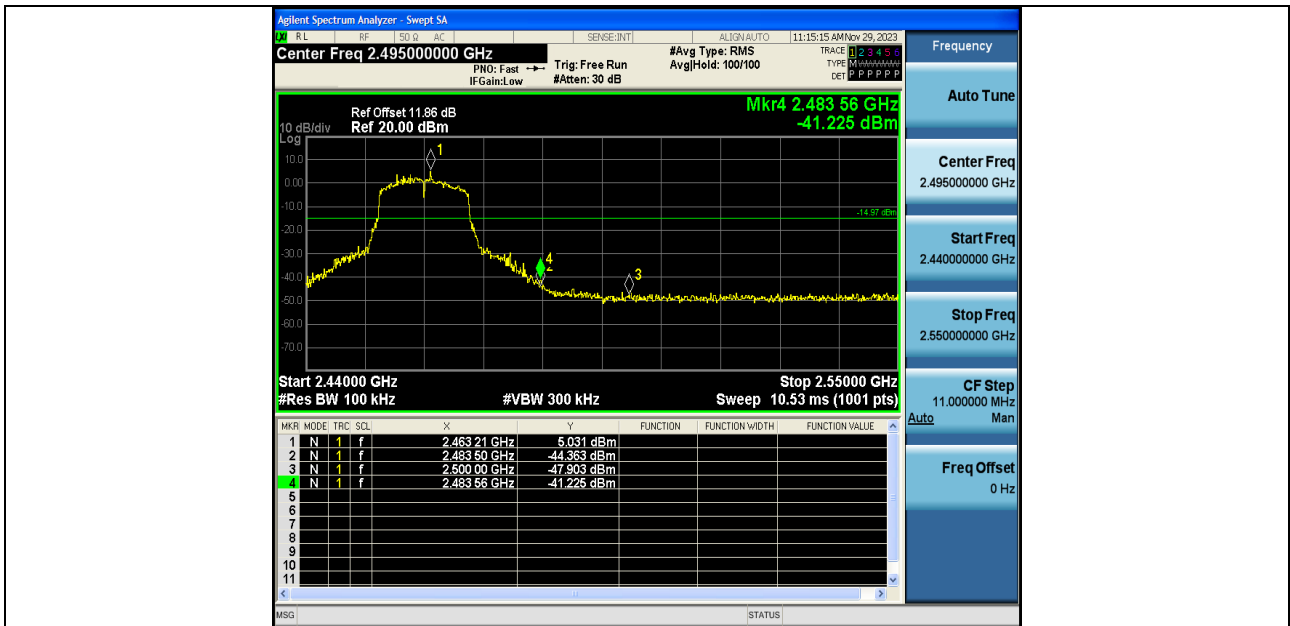 Agilent Spectrum Analyzer - Swept SA
LXI RL RF 50 Ω AC SENSE:INT ALIGN AUTO 11:15:15 AM Nov 29, 2023
Center Freq 2.495000000 GHz
PNO: Fast
IFGain:Low
Trig: Free Run
#Atten: 30 dB
#Avg Type: RMS
Avg|Hold: 100/100
TRACE 1 2 3 4 5 6
TYPE M WWWWW
DET P P P P P P
Frequency
Mkr4 2.483 56 GHz
-41.225 dBm
Ref Offset 11.86 dB
10 dB/div Ref 20.00 dBm
Log
10.0
0.00
-10.0
-20.0
-30.0
-40.0
-50.0
-60.0
-70.0
1
-14.97 dBm
4
2
3
Start 2.44000 GHz Stop 2.55000 GHz
#Res BW 100 kHz #VBW 300 kHz Sweep 10.53 ms (1001 pts)
MKR MODE TRC SCL X Y FUNCTION FUNCTION WIDTH FUNCTION VALUE
1 N 1 f 2.463 21 GHz 5.031 dBm
2 N 1 f 2.483 50 GHz -44.363 dBm
3 N 1 f 2.500 00 GHz -47.903 dBm
4 N 1 f 2.483 56 GHz -41.225 dBm
5
6
7
8
9
10
11
MSG STATUS
Auto Tune
Center Freq
2.495000000 GHz
Start Freq
2.440000000 GHz
Stop Freq
2.550000000 GHz
CF Step
11.000000 MHz
Auto Man
Freq Offset
0 Hz